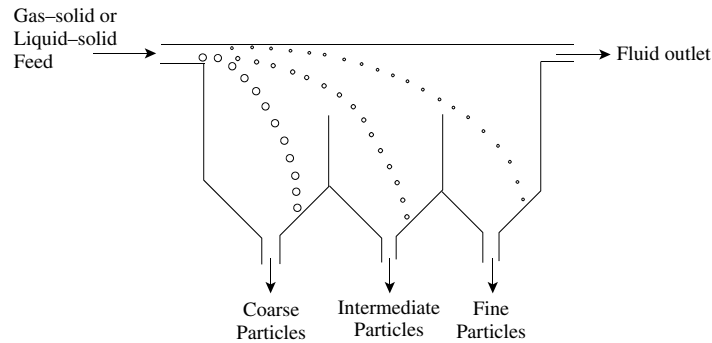 Gas–solid or
Liquid–solid
Feed
Fluid outlet
Coarse
Particles
Intermediate
Particles
Fine
Particles